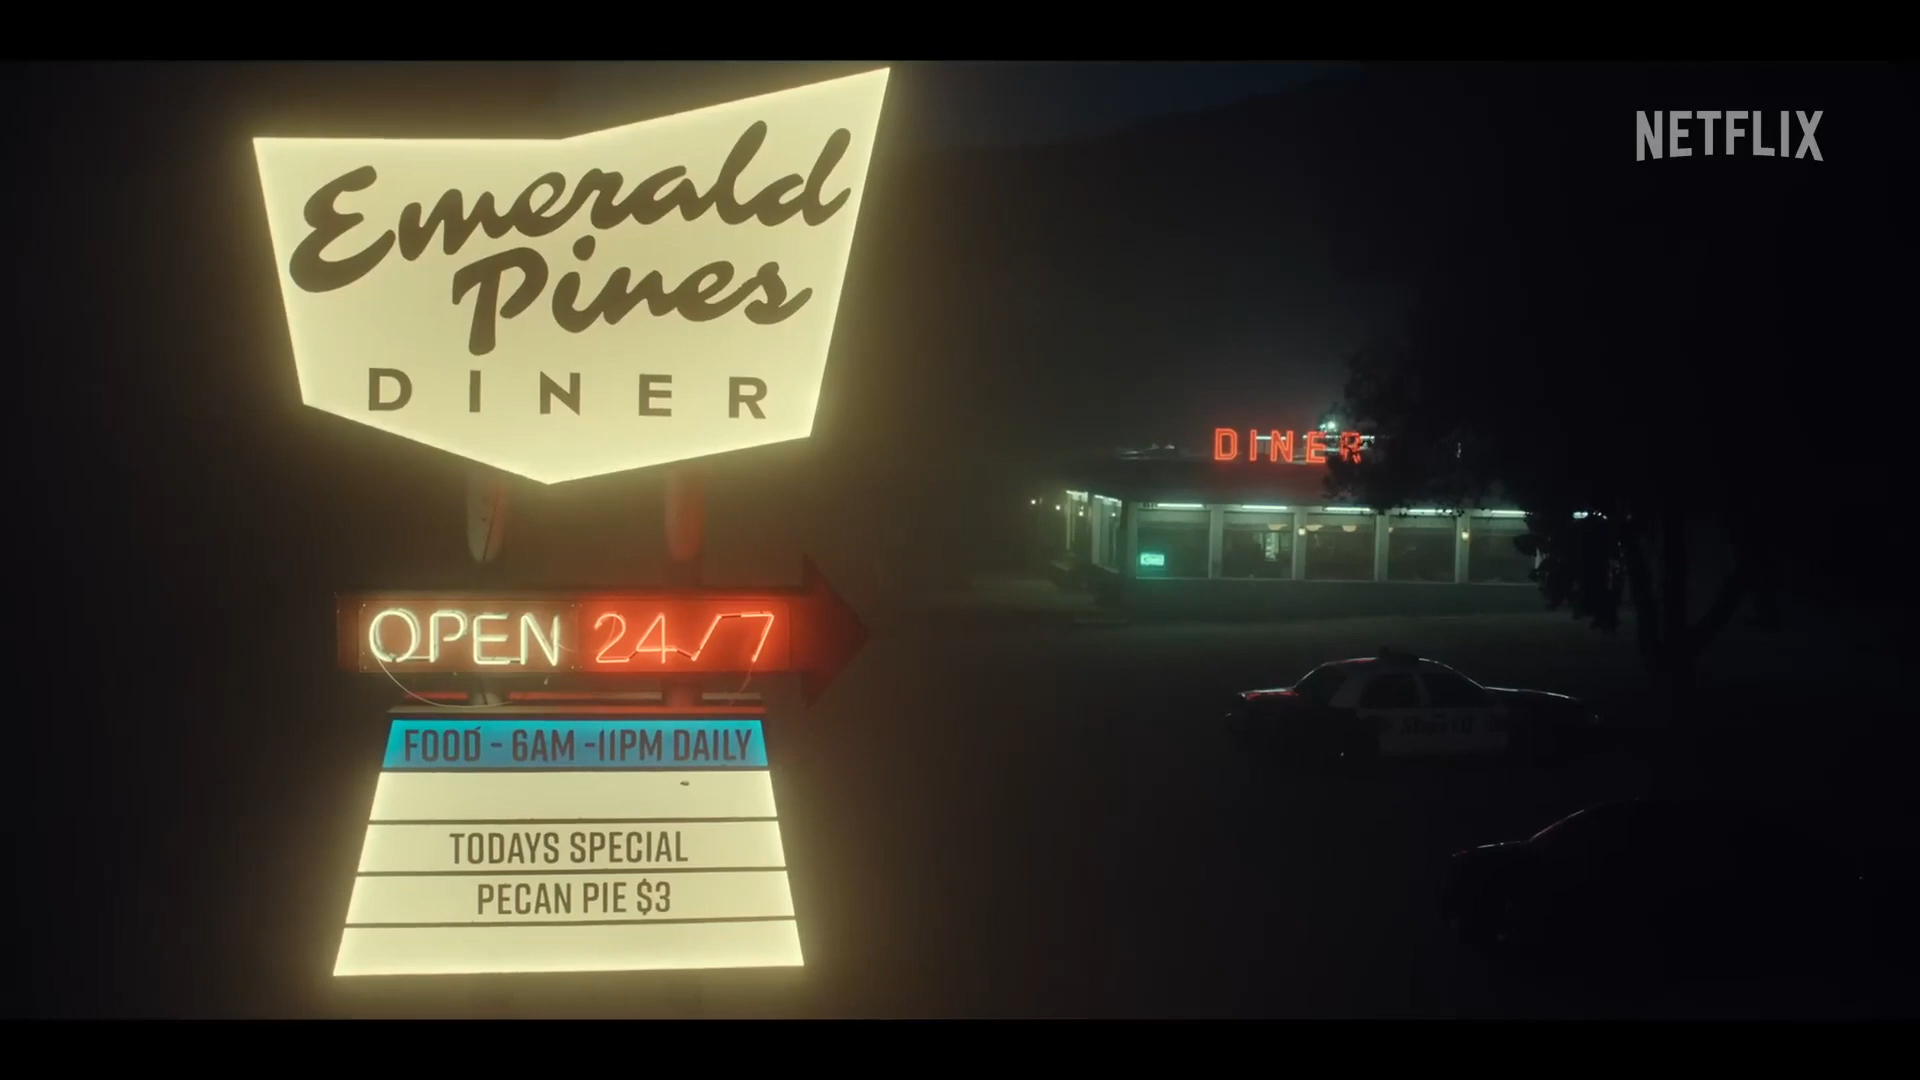 Emerald
Pines
DINER
OPEN 24/7
FOOD - 6AM -11PM DAILY
TODAYS SPECIAL
PECAN PIE $3
NETFLIX
DINER